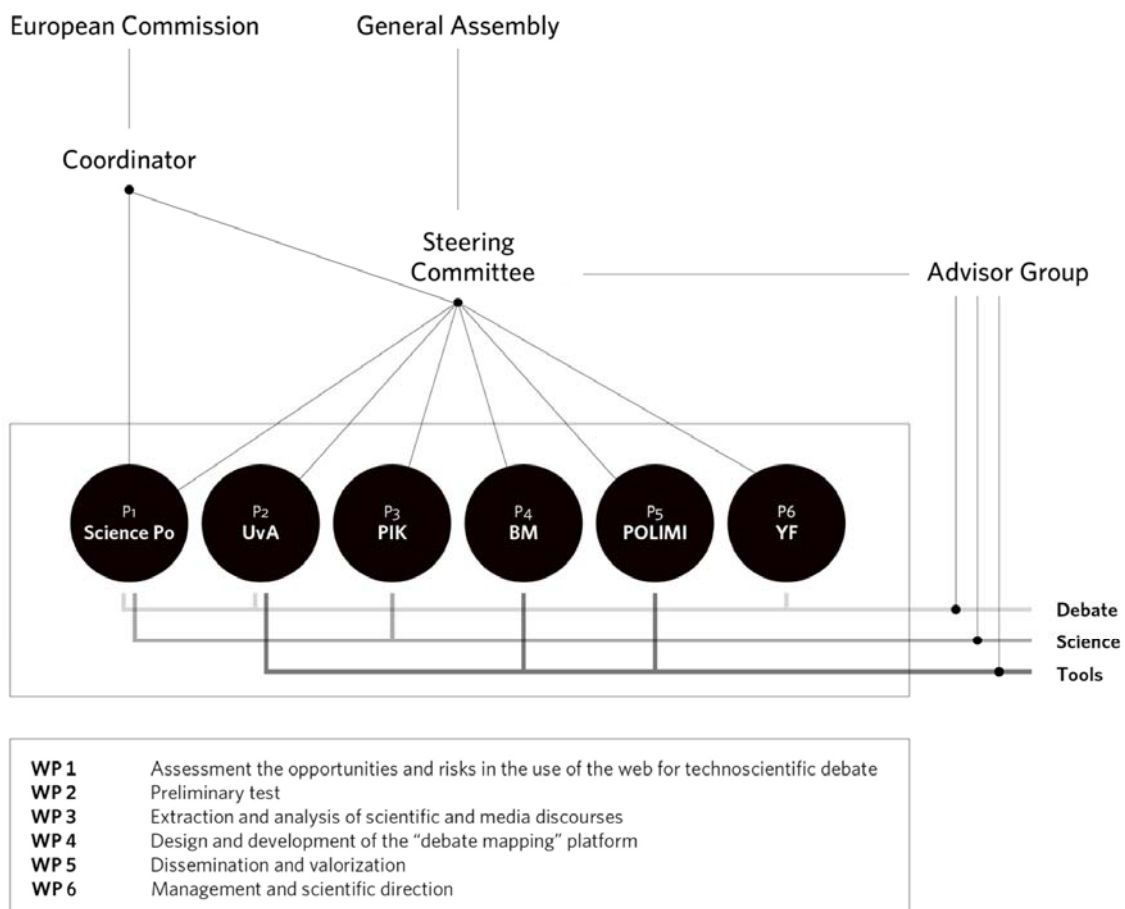 European Commission
General Assembly
Coordinator
Steering
Committee
Advisor Group
P1
Science Po
P2
UvA
P3
PIK
P4
BM
P5
POLIMI
P6
YF
Debate
Science
Tools
WP 1 Assessment the opportunities and risks in the use of the web for technoscientific debate
WP 2 Preliminary test
WP 3 Extraction and analysis of scientific and media discourses
WP 4 Design and development of the “debate mapping” platform
WP 5 Dissemination and valorization
WP 6 Management and scientific direction